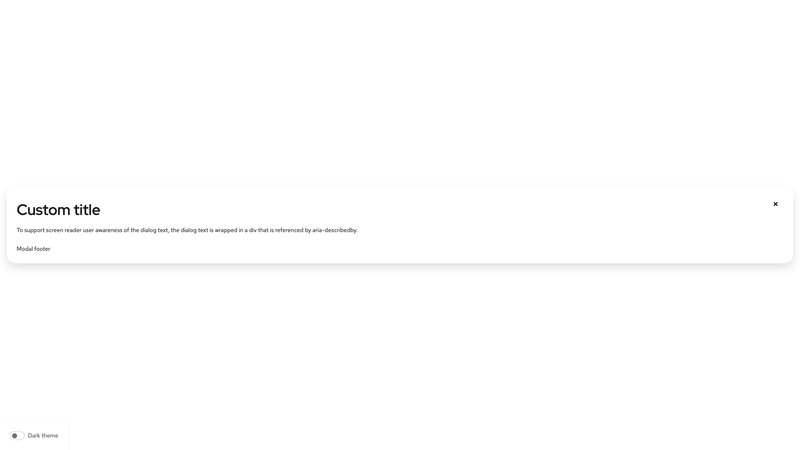 Custom title
To support screen reader user awareness of the dialog text, the dialog text is wrapped in a div that is referenced by aria-describedby.
Modal footer
Dark theme